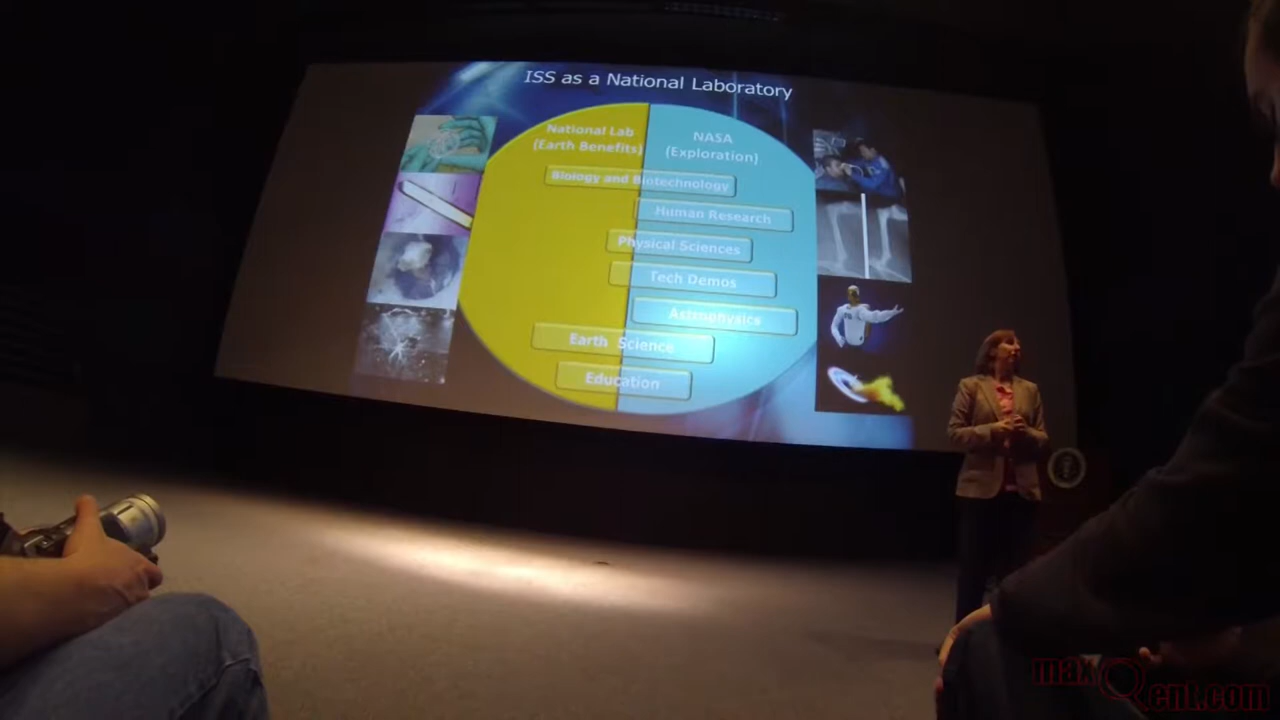 ISS as a National Laboratory
National Lab
(Earth Benefits)
NASA
(Exploration)
Biology and Biotechnology
Human Research
Physical Sciences
Tech Demos
Astrophysics
Earth Science
Education
maxQent.com